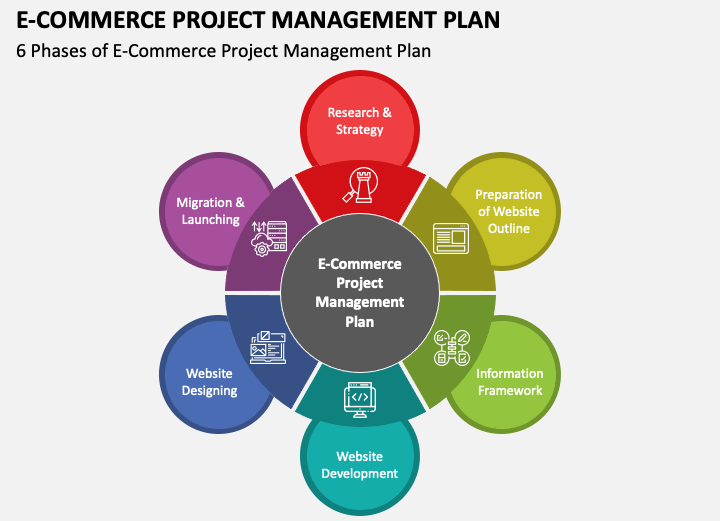 E-COMMERCE PROJECT MANAGEMENT PLAN
6 Phases of E-Commerce Project Management Plan
Research &
Strategy
Preparation
of Website
Outline
Information
Framework
Website
Development
Website
Designing
Migration &
Launching
E-Commerce
Project
Management
Plan